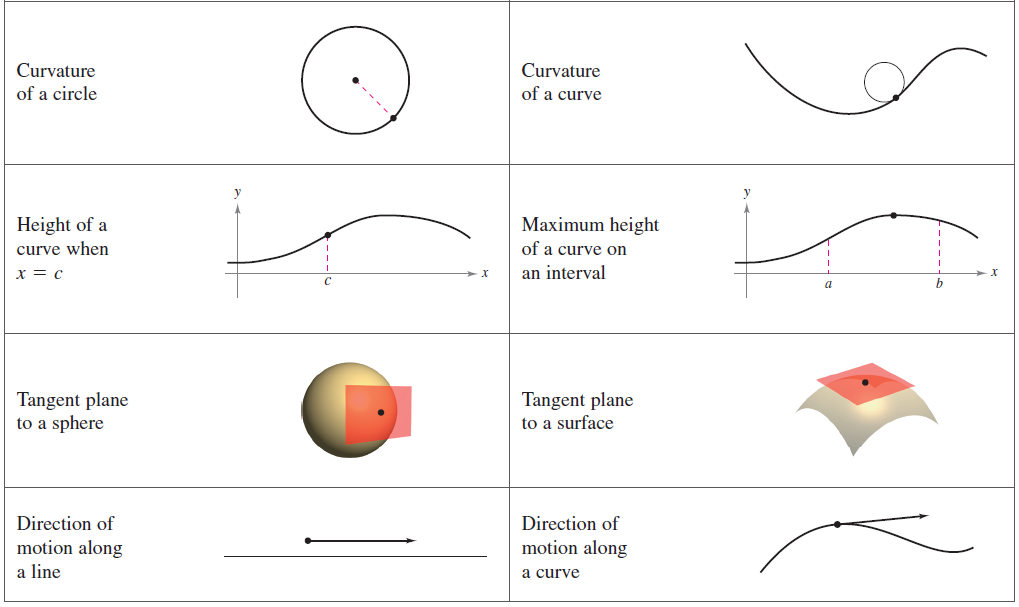 Curvature
of a circle
Curvature
of a curve
Height of a
curve when
x = c
y
c
x
Maximum height
of a curve on
an interval
y
a
b
x
Tangent plane
to a sphere
Tangent plane
to a surface
Direction of
motion along
a line
Direction of
motion along
a curve